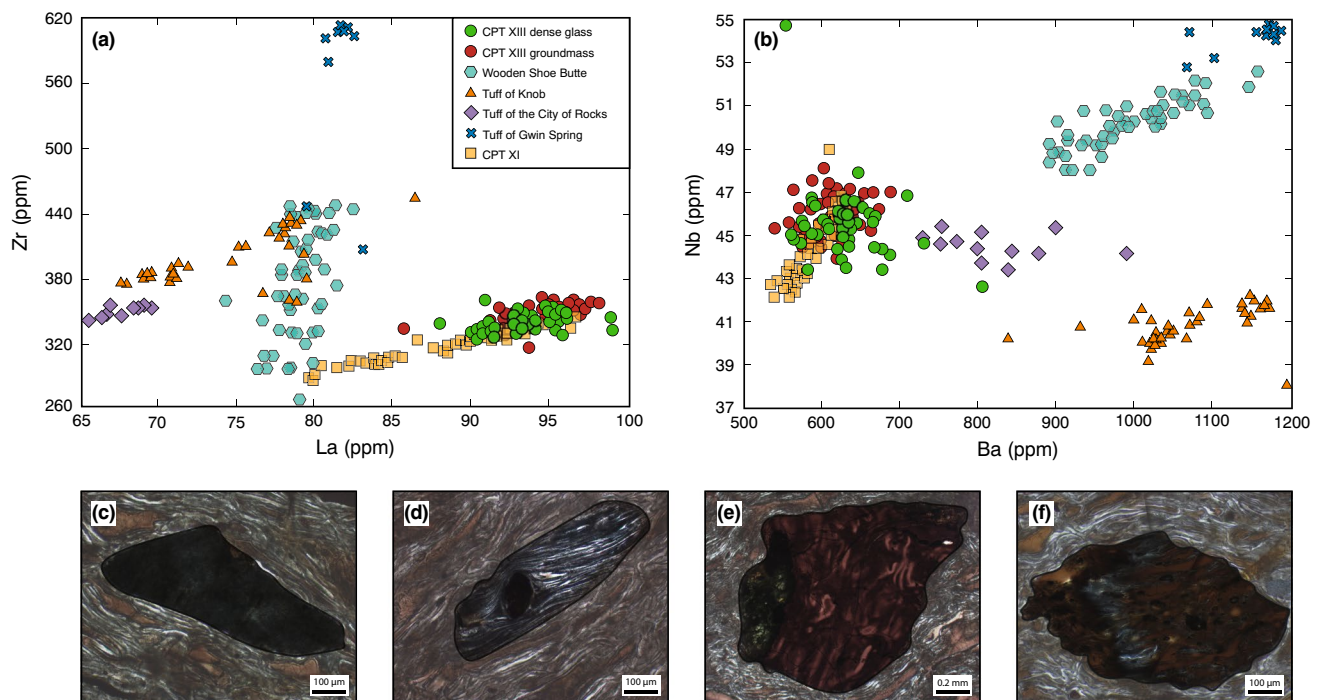 620
560
500
440
380
320
260
Zr (ppm)
(a)
CPT XIII dense glass
CPT XIII groundmass
Wooden Shoe Butte
Tuff of Knob
Tuff of the City of Rocks
Tuff of Gwin Spring
CPT XI
65 70 75 80 85 90 95 100
La (ppm)
55
53
51
49
47
45
43
41
39
37
Nb (ppm)
(b)
500 600 700 800 900 1000 1100 1200
Ba (ppm)
(c)
100 µm
(d)
100 µm
(e)
0.2 mm
(f)
100 µm